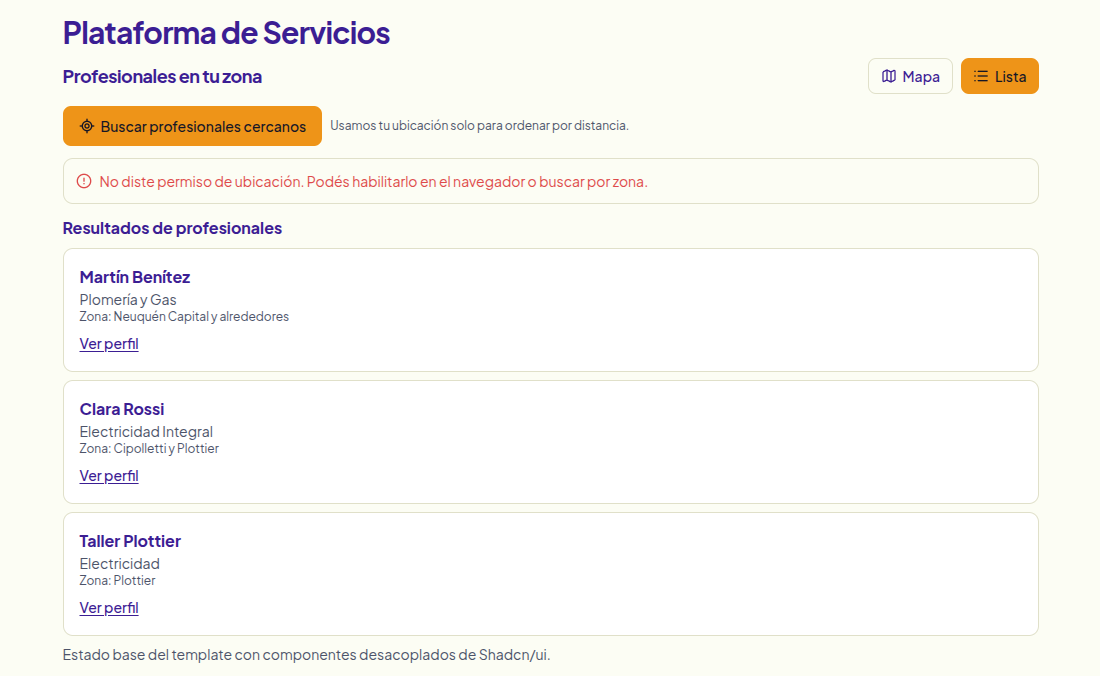 Plataforma de Servicios
Profesionales en tu zona
Mapa
Lista
Buscar profesionales cercanos
Usamos tu ubicación solo para ordenar por distancia.
No diste permiso de ubicación. Podés habilitarlo en el navegador o buscar por zona.
Resultados de profesionales
Martín Benítez
Plomería y Gas
Zona: Neuquén Capital y alrededores
Ver perfil
Clara Rossi
Electricidad Integral
Zona: Cipolletti y Plottier
Ver perfil
Taller Plottier
Electricidad
Zona: Plottier
Ver perfil
Estado base del template con componentes desacoplados de Shadcn/ui.